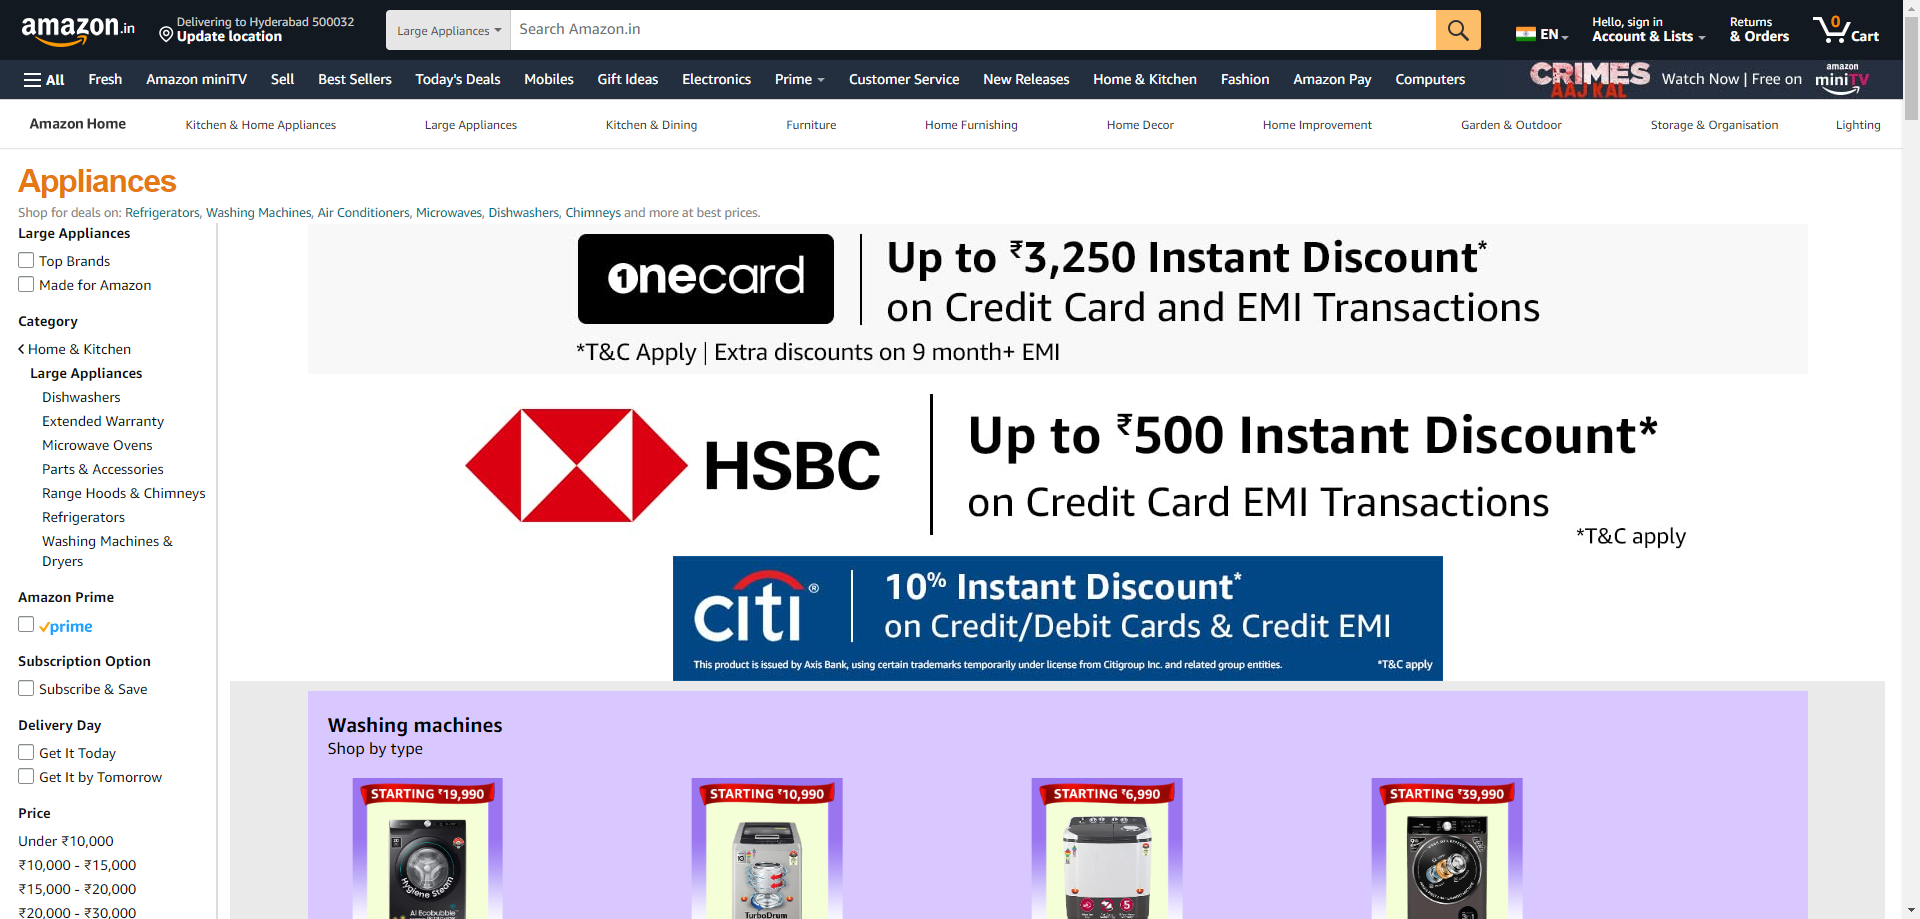 amazon.in
Delivering to Hyderabad 500032
Update location
Large Appliances
Search Amazon.in
EN
Hello, sign in
Account & Lists
Returns
& Orders
0
Cart
All
Fresh
Amazon miniTV
Sell
Best Sellers
Today's Deals
Mobiles
Gift Ideas
Electronics
Prime
Customer Service
New Releases
Home & Kitchen
Fashion
Amazon Pay
Computers
CRIMES
AAJ KAL
Watch Now | Free on
amazon
miniTV
Amazon Home
Kitchen & Home Appliances
Large Appliances
Kitchen & Dining
Furniture
Home Furnishing
Home Decor
Home Improvement
Garden & Outdoor
Storage & Organisation
Lighting
Appliances
Shop for deals on: Refrigerators, Washing Machines, Air Conditioners, Microwaves, Dishwashers, Chimneys and more at best prices.
Large Appliances
Top Brands
Made for Amazon
Category
Home & Kitchen
Large Appliances
Dishwashers
Extended Warranty
Microwave Ovens
Parts & Accessories
Range Hoods & Chimneys
Refrigerators
Washing Machines &
Dryers
Amazon Prime
prime
Subscription Option
Subscribe & Save
Delivery Day
Get It Today
Get It by Tomorrow
Price
Under ₹10,000
₹10,000 - ₹15,000
₹15,000 - ₹20,000
₹20,000 - ₹30,000
1necard
Up to ₹3,250 Instant Discount*
on Credit Card and EMI Transactions
*T&C Apply | Extra discounts on 9 month+ EMI
HSBC
Up to ₹500 Instant Discount*
on Credit Card EMI Transactions
*T&C apply
citi®
10% Instant Discount*
on Credit/Debit Cards & Credit EMI
This product is issued by Axis Bank, using certain trademarks temporarily under license from Citigroup Inc. and related group entities.
*T&C apply
Washing machines
Shop by type
STARTING ₹19,990
STARTING ₹10,990
STARTING ₹6,990
STARTING ₹39,990
Hygiene Steam
AI Ecobubble
TurboDrum
5